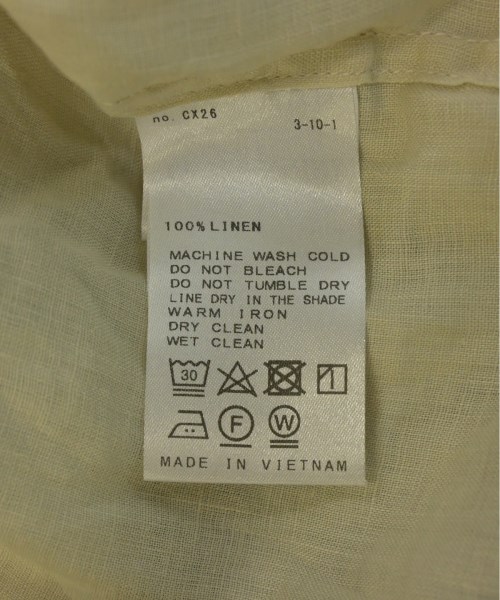 no. CX26
3-10-1
100% LINEN
MACHINE WASH COLD
DO NOT BLEACH
DO NOT TUMBLE DRY
LINE DRY IN THE SHADE
WARM IRON
DRY CLEAN
WET CLEAN
30
F W
MADE IN VIETNAM